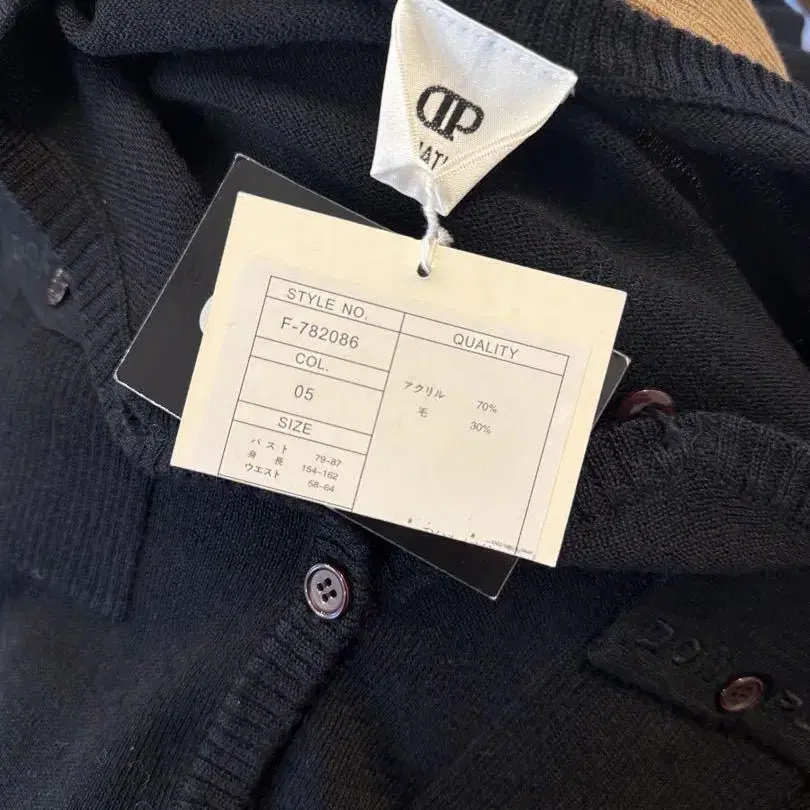 STYLE NO.
F-782086
COL.
05
SIZE
バスト 79-87
身長 154-162
ウエスト 58-64
QUALITY
アクリル 70%
毛 30%